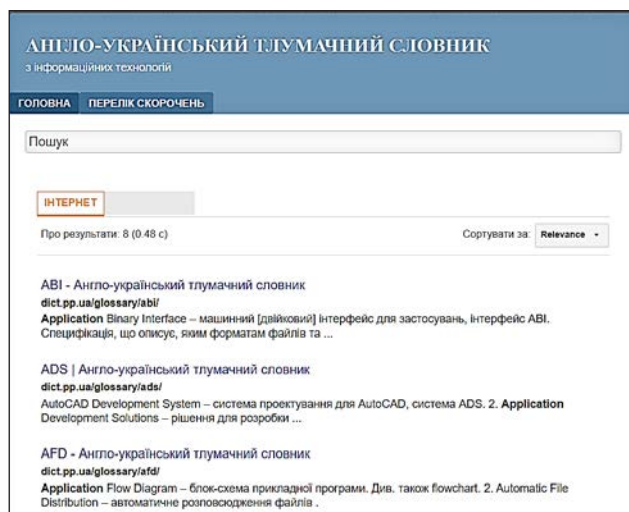 АНГЛО-УКРАЇНСЬКИЙ ТЛУМАЧНИЙ СЛОВНИК
з інформаційних технологій
ГОЛОВНА ПЕРЕЛІК СКОРОЧЕНЬ
Пошук
ІНТЕРНЕТ
Про результати: 8 (0.48 с) Сортувати за: Relevance
ABI - Англо-український тлумачний словник
dict.pp.ua/glossary/abi/
Application Binary Interface – машинний [двійковий] інтерфейс для застосувань, інтерфейс ABI.
Специфікація, що описує, яким форматам файлів та ...
ADS | Англо-український тлумачний словник
dict.pp.ua/glossary/ads/
AutoCAD Development System – система проектування для AutoCAD, система ADS. 2. Application
Development Solutions – рішення для розробки ...
AFD - Англо-український тлумачний словник
dict.pp.ua/glossary/afd/
Application Flow Diagram – блок-схема прикладної програми. Див. також flowchart. 2. Automatic File
Distribution – автоматичне розповсюдження файлів .